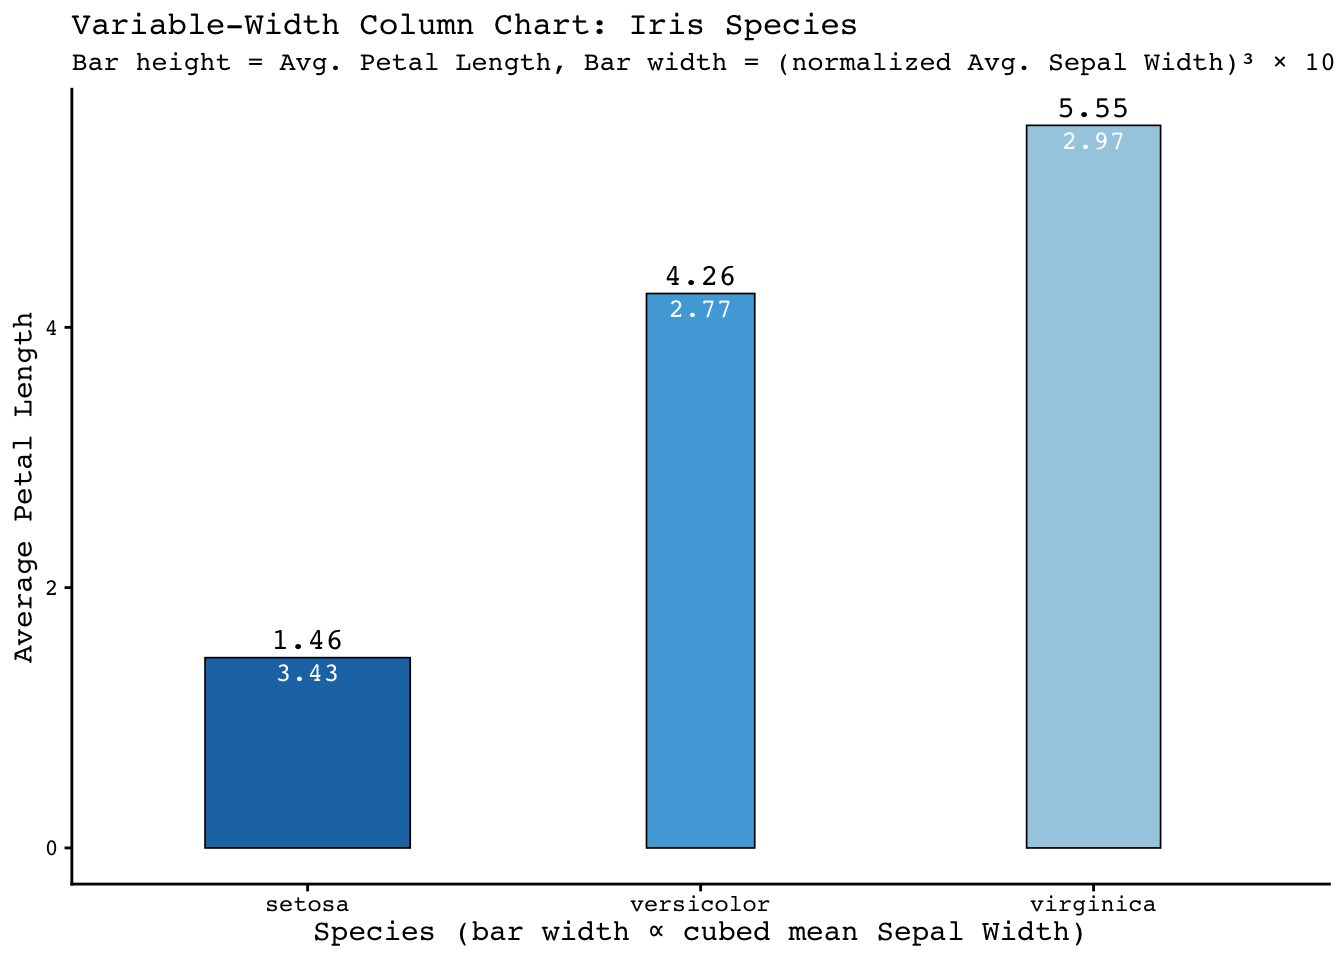 Variable-Width Column Chart: Iris Species
Bar height = Avg. Petal Length, Bar width = (normalized Avg. Sepal Width)³ × 10
5.55
2.97
4.26
2.77
1.46
3.43
Average Petal Length
4
2
0
setosa versicolor virginica
Species (bar width ∝ cubed mean Sepal Width)